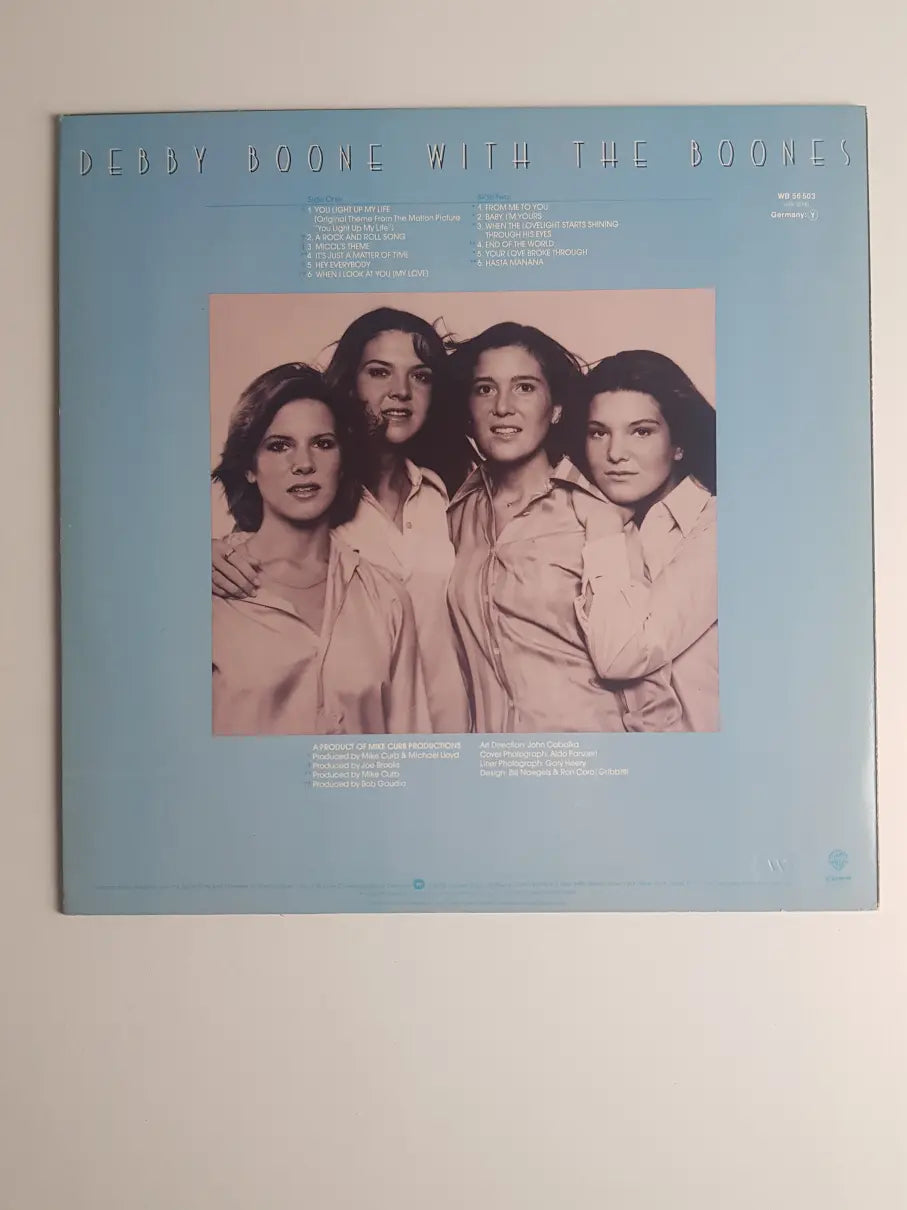 DEBBY BOONE WITH THE BOONES
Side One
1. YOU LIGHT UP MY LIFE
(Original Theme From The Motion Picture
"You Light Up My Life")
2. A ROCK AND ROLL SONG
3. MICOL'S THEME
4. IT'S JUST A MATTER OF TIME
5. HEY EVERYBODY
6. WHEN I LOOK AT YOU (MY LOVE)
Side Two
1. FROM ME TO YOU
2. BABY I'M YOURS
3. WHEN THE LOVELIGHT STARTS SHINING
THROUGH HIS EYES
4. END OF THE WORLD
5. YOUR LOVE BROKE THROUGH
6. HASTA MANANA
WB 56 503
Germany: Y
A PRODUCT OF MIKE CURB PRODUCTIONS
Produced by Mike Curb & Michael Lloyd
Produced by Joe Brooks
Produced by Mike Curb
Produced by Bob Gaudio
Art Direction: John Cabalka
Cover Photograph: Aldo
Liner Photograph: Gary Heery
Design: Bill Naegels & Ron Coro, Gribbitt!